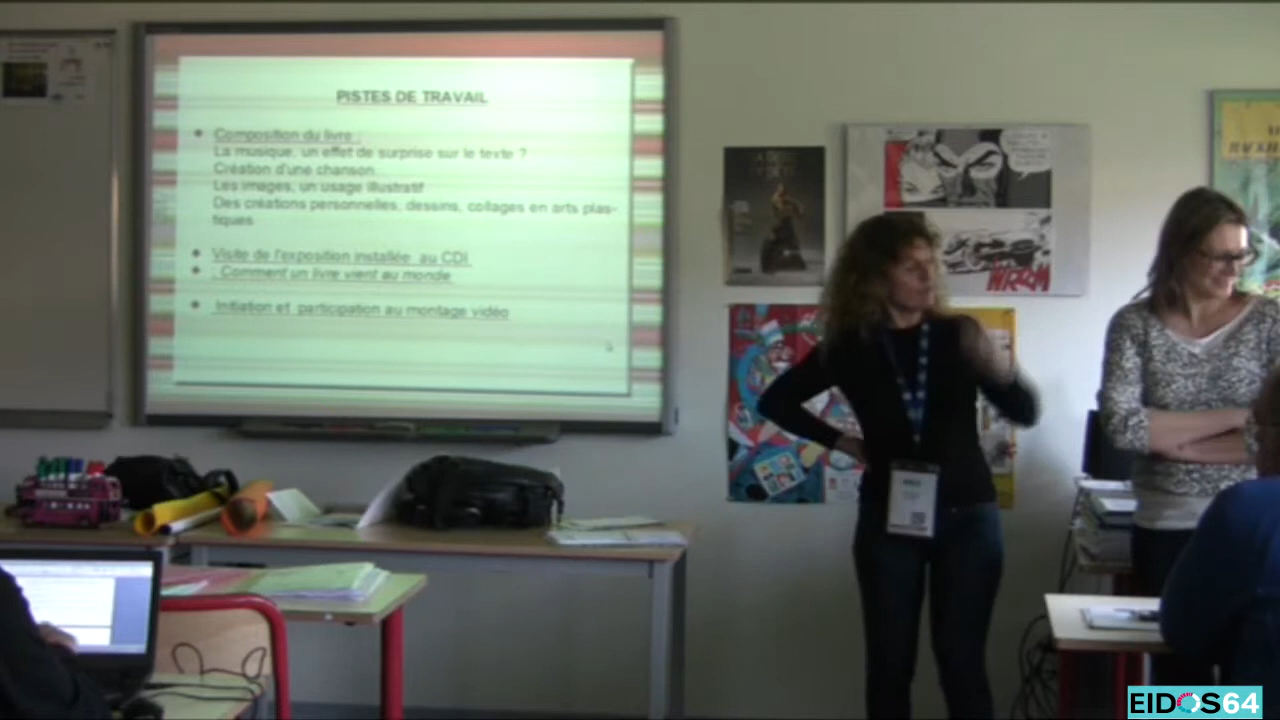 PISTES DE TRAVAIL
• Composition du livre :
La musique, un effet de surprise sur le texte ?
Création d'une chanson
Les images, un usage illustratif
Des créations personnelles, dessins, collages en arts plas-
tiques
• Visite de l'exposition installée au CDI
• Comment un livre vient au monde
• Initiation et participation au montage vidéo
WRRM
EIDOS64